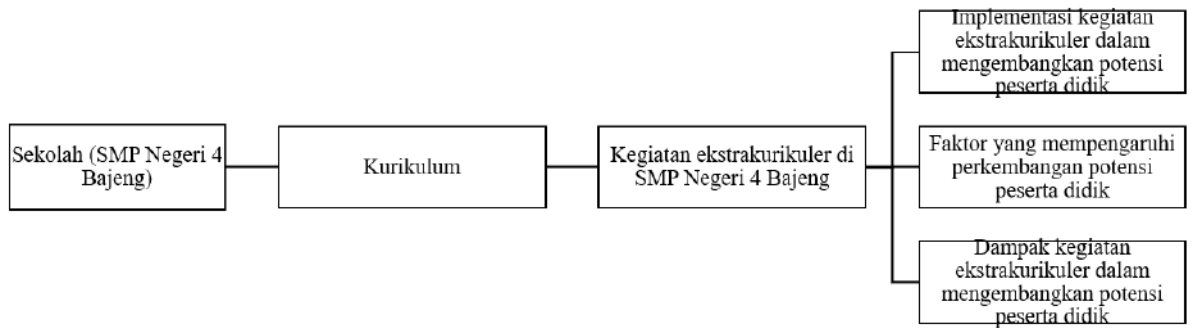 Sekolah (SMP Negeri 4
Bajeng)
Kurikulum
Kegiatan ekstrakurikuler di
SMP Negeri 4 Bajeng
Implementasi kegiatan
ekstrakurikuler dalam
mengembangkan potensi
peserta didik
Faktor yang mempengaruhi
perkembangan potensi
peserta didik
Dampak kegiatan
ekstrakurikuler dalam
mengembangkan potensi
peserta didik